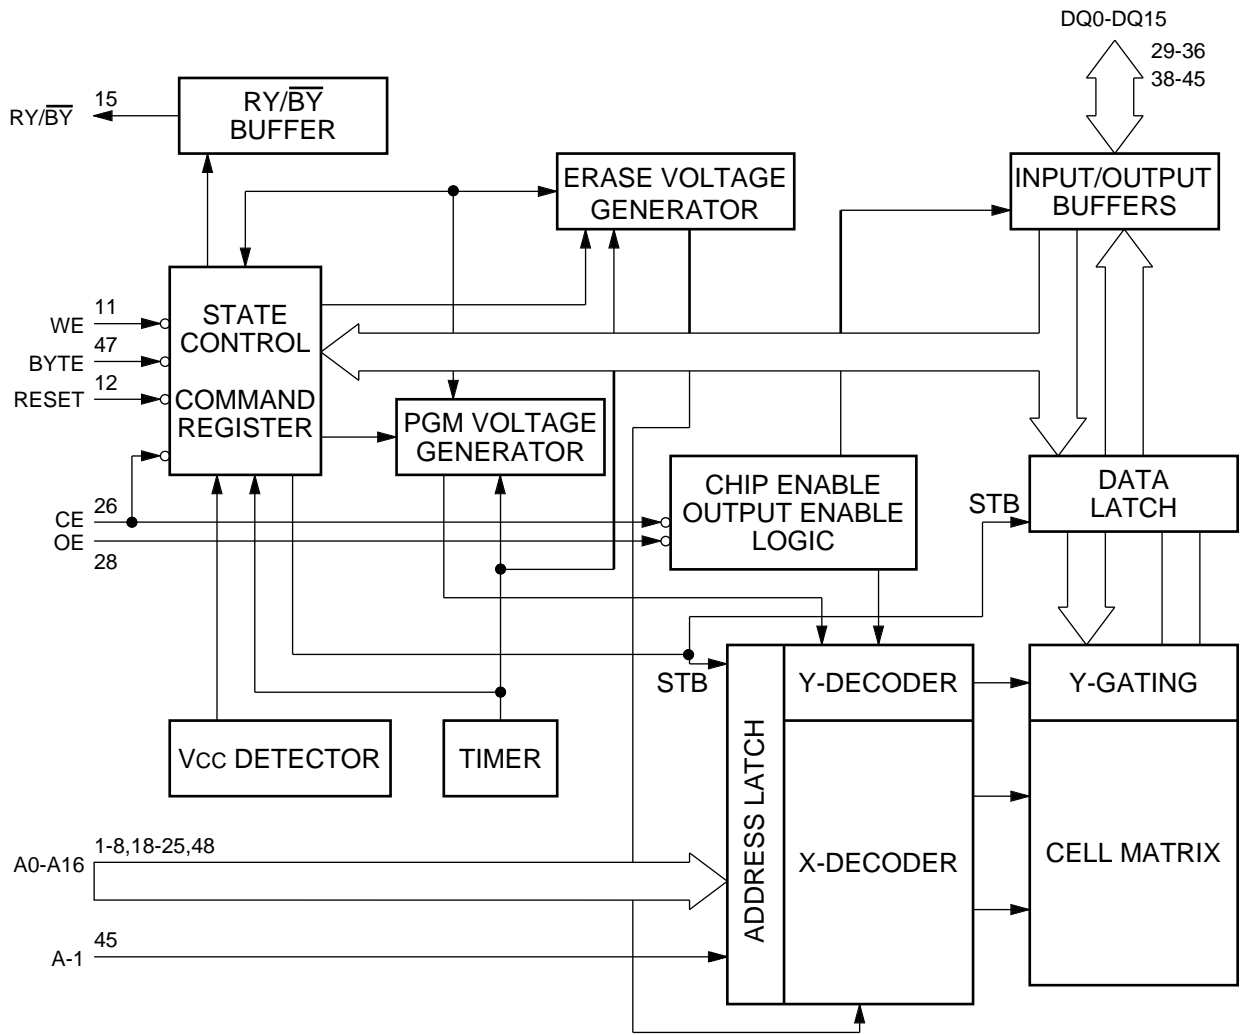 DQ0-DQ15
29-36
38-45
15
RY/BY
RY/BY
BUFFER
ERASE VOLTAGE
GENERATOR
INPUT/OUTPUT
BUFFERS
11
WE
47
BYTE
12
RESET
STATE
CONTROL
COMMAND
REGISTER
PGM VOLTAGE
GENERATOR
26
CE
OE
28
CHIP ENABLE
OUTPUT ENABLE
LOGIC
STB
DATA
LATCH
STB
ADDRESS LATCH
Y-DECODER
Y-GATING
VCC DETECTOR
TIMER
1-8,18-25,48
A0-A16
X-DECODER
CELL MATRIX
45
A-1